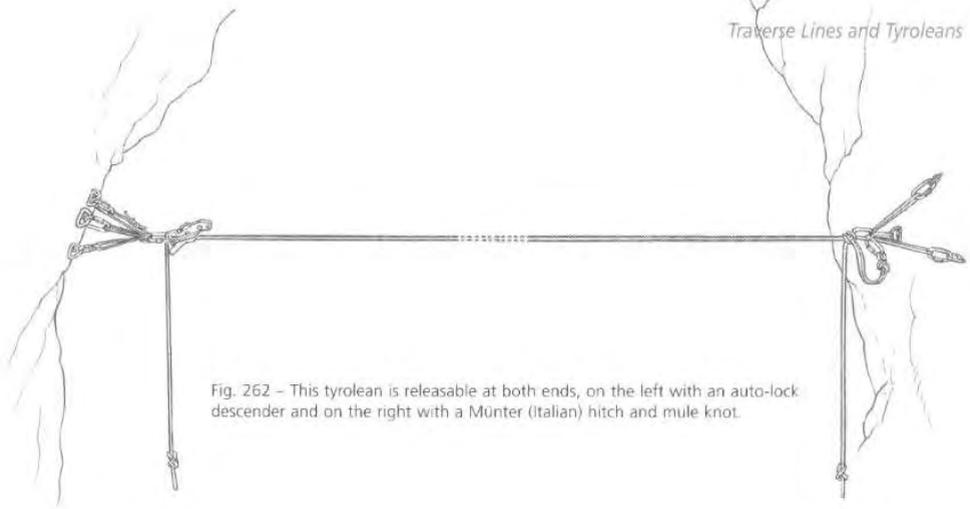 Traverse Lines and Tyroleans
Fig. 262 – This tyrolean is releasable at both ends, on the left with an auto-lock
descender and on the right with a Münter (Italian) hitch and mule knot.